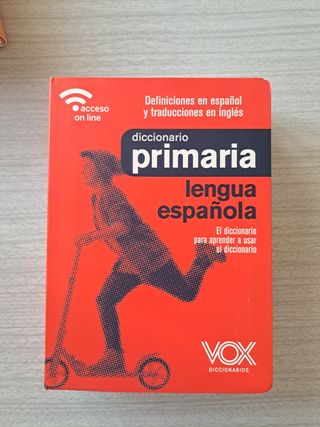 acceso
on line
Definiciones en español
y traducciones en inglés
diccionario
primaria
lengua
española
El diccionario
para aprender a usar
el diccionario
VOX
DICCIONARIOS